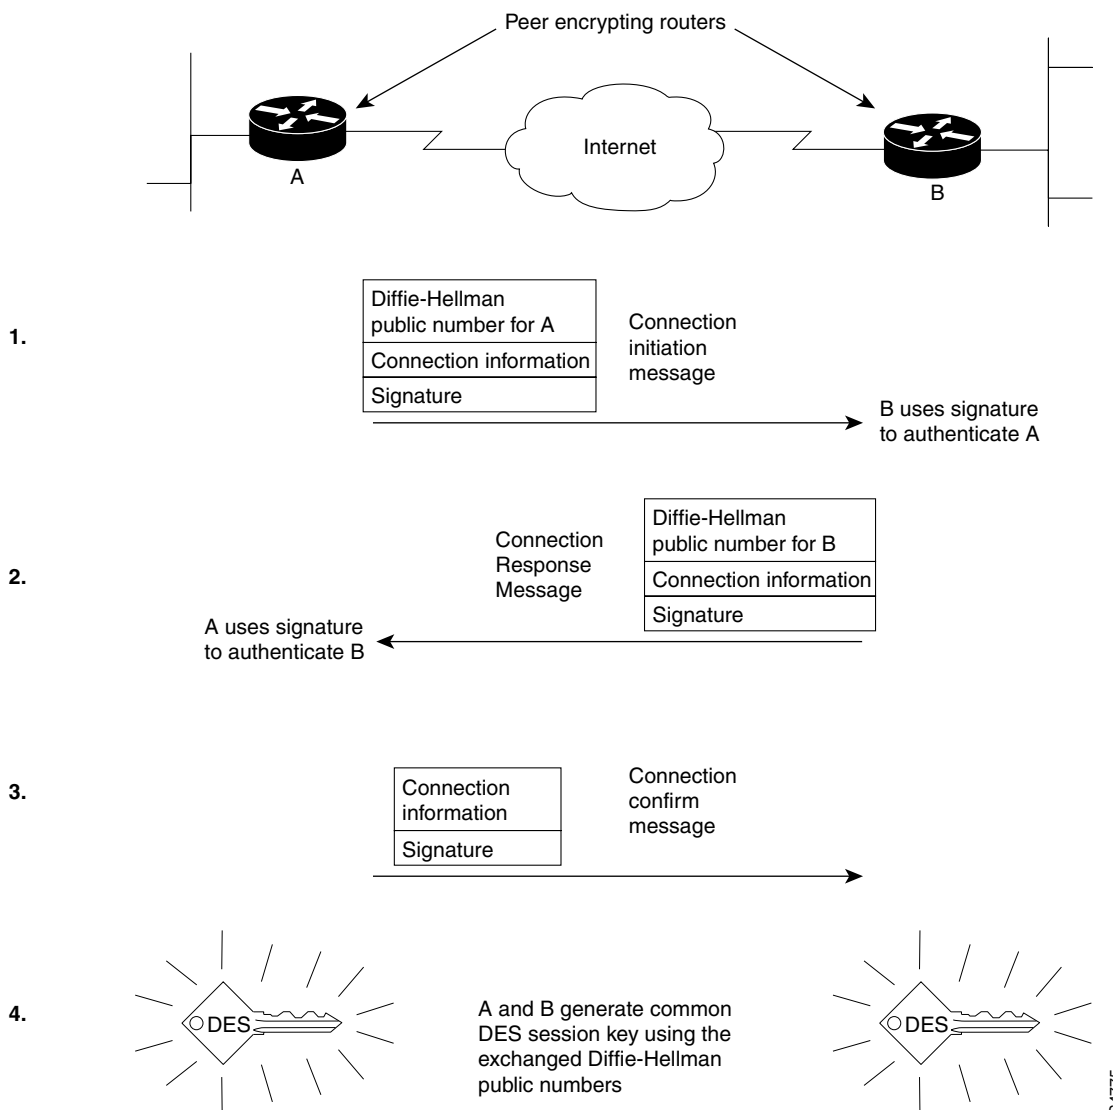 Peer encrypting routers
Internet
A
B
1.
Diffie-Hellman
public number for A
Connection information
Signature
Connection
initiation
message
B uses signature
to authenticate A
2.
Connection
Response
Message
Diffie-Hellman
public number for B
Connection information
Signature
A uses signature
to authenticate B
3.
Connection
information
Signature
Connection
confirm
message
4.
DES
A and B generate common
DES session key using the
exchanged Diffie-Hellman
public numbers
DES